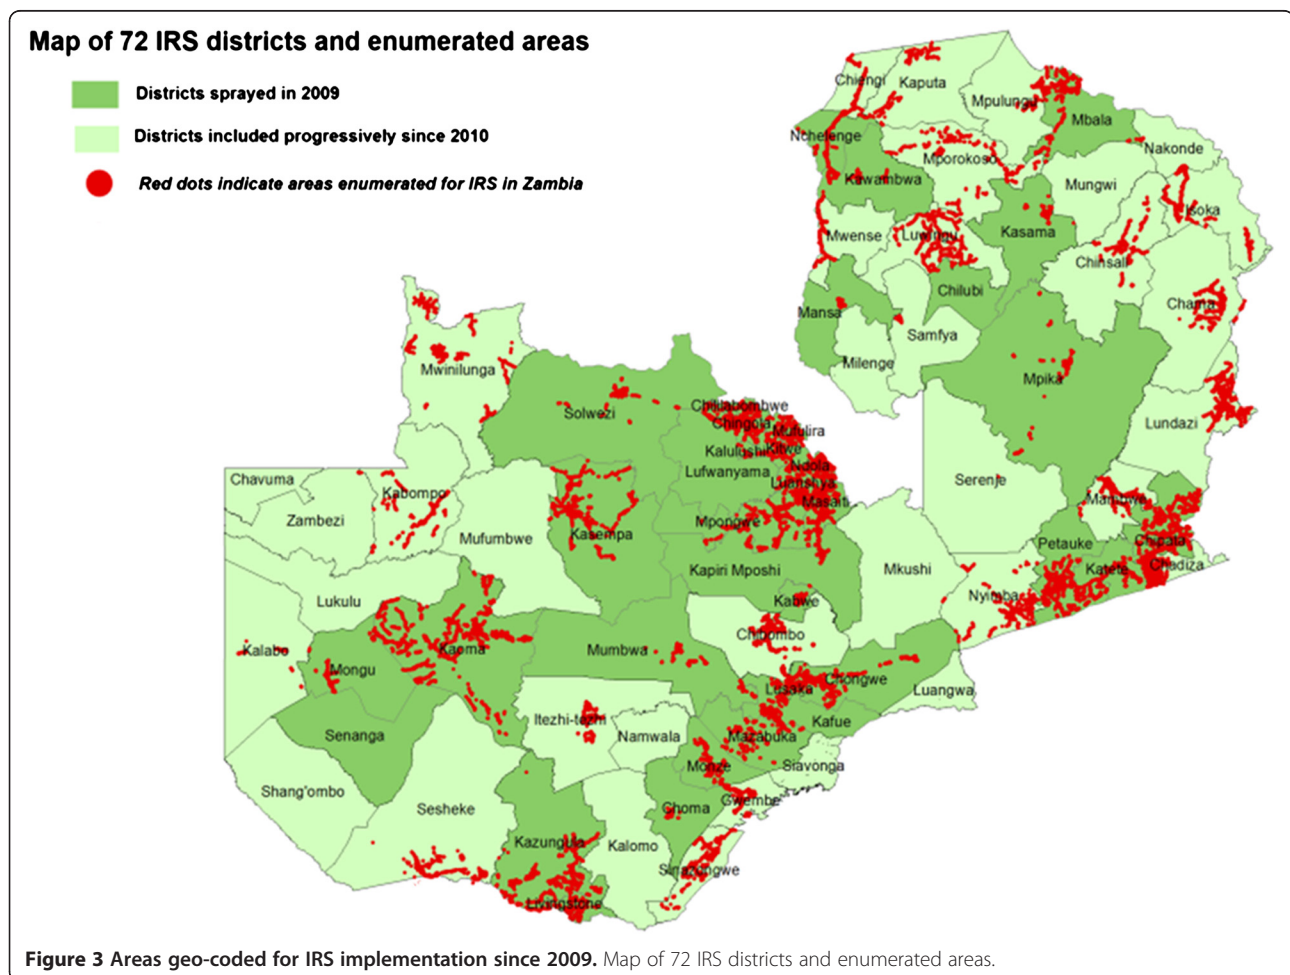 Map of 72 IRS districts and enumerated areas
Districts sprayed in 2009
Districts included progressively since 2010
Red dots indicate areas enumerated for IRS in Zambia
Chiengi
Kaputa
Mpulungu
Mbala
Nchelenge
Nakonde
Mporokoso
Kawambwa
Mungwi
Isoka
Mwense
Luwingu
Kasama
Chinsali
Chilubi
Chama
Mansa
Samfya
Milenge
Mpika
Mwinilunga
Solwezi
Chililabombwe
Chingola
Mufulira
Lundazi
Kalulushi
Kitwe
Lufwanyama
Ndola
Luanshya
Masaiti
Chavuma
Kabompo
Zambezi
Serenje
Mambwe
Mufumbwe
Kasempa
Mpongwe
Petauke
Chipata
Kapiri Mposhi
Mkushi
Katete
Chadiza
Lukulu
Kabwe
Nyimba
Chibombo
Kalabo
Kaoma
Mumbwa
Mongu
Lusaka
Chongwe
Luangwa
Itezhi-tezhi
Namwala
Kafue
Senanga
Mazabuka
Monze
Siavonga
Shang'ombo
Sesheke
Choma
Gwembe
Kazungula
Kalomo
Sinazongwe
Livingstone
Figure 3 Areas geo-coded for IRS implementation since 2009. Map of 72 IRS districts and enumerated areas.